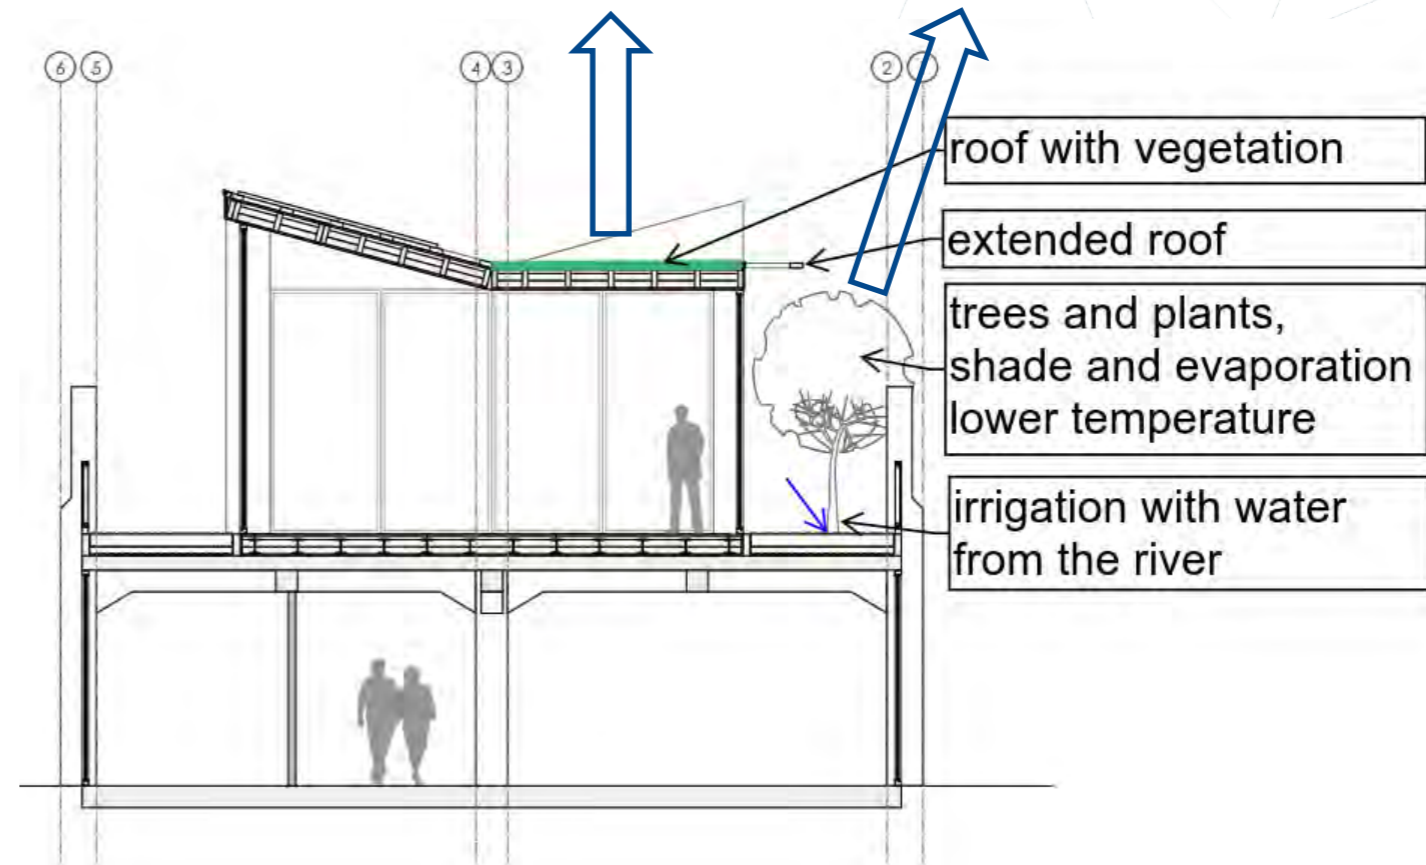 6 5 4 3 2
roof with vegetation
extended roof
trees and plants,
shade and evaporation
lower temperature
irrigation with water
from the river